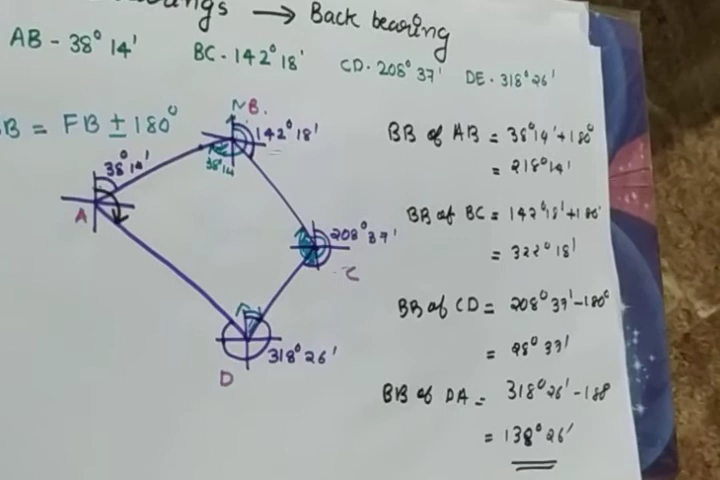 → Back bearing
AB - 38° 14' BC - 142° 18' CD - 208° 37' DE - 318° 26'
B = FB ± 180°
N B.
142° 18'
38° 14'
38° 14
A
208° 37'
C
318° 26'
D
BB of AB = 38° 14' + 180°
= 218° 14'
BB of BC = 142° 18' + 180°
= 322° 18'
BB of CD = 208° 37' - 180°
= 28° 37'
BB of DA = 318° 26' - 180
= 138° 26'